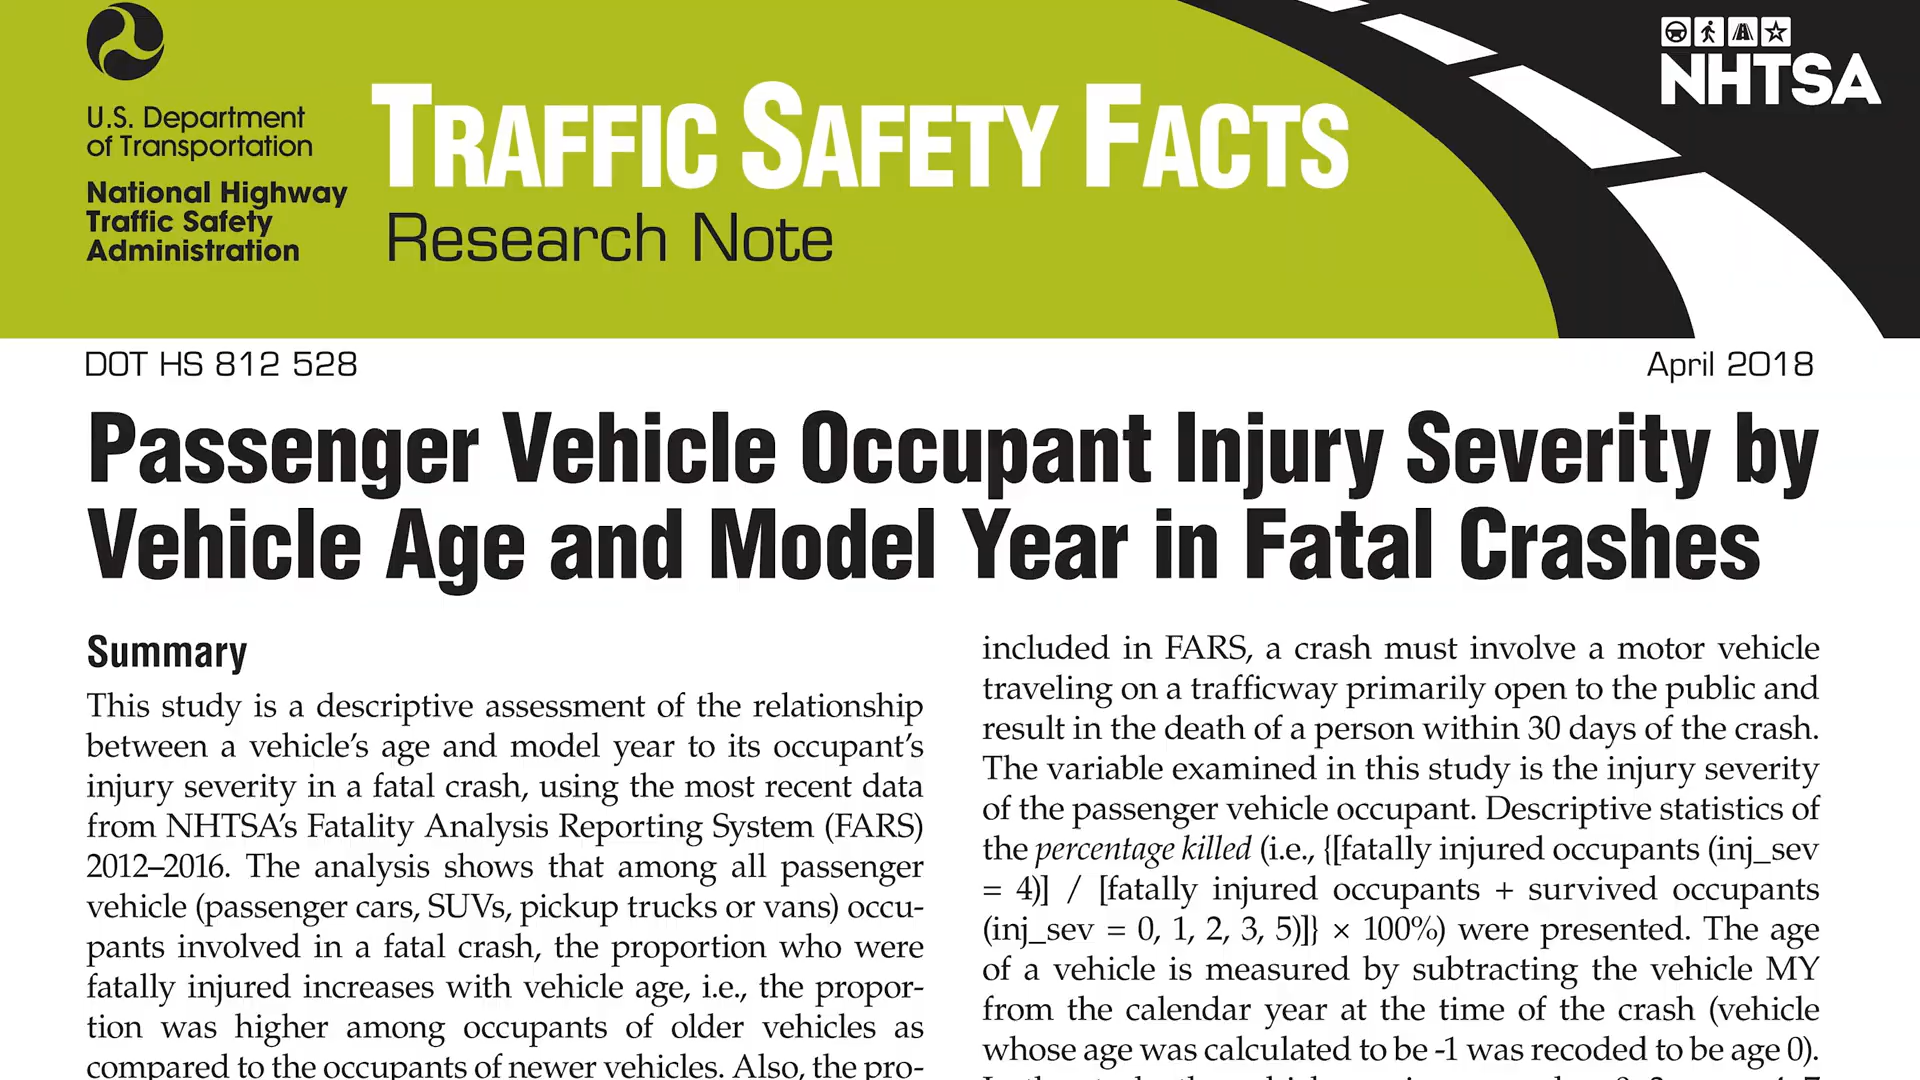 U.S. Department
of Transportation
National Highway
Traffic Safety
Administration
TRAFFIC SAFETY FACTS
Research Note
NHTSA
DOT HS 812 528
April 2018
Passenger Vehicle Occupant Injury Severity by
Vehicle Age and Model Year in Fatal Crashes
Summary
This study is a descriptive assessment of the relationship
between a vehicle’s age and model year to its occupant’s
injury severity in a fatal crash, using the most recent data
from NHTSA’s Fatality Analysis Reporting System (FARS)
2012–2016. The analysis shows that among all passenger
vehicle (passenger cars, SUVs, pickup trucks or vans) occu-
pants involved in a fatal crash, the proportion who were
fatally injured increases with vehicle age, i.e., the propor-
tion was higher among occupants of older vehicles as
compared to the occupants of newer vehicles. Also, the pro-
included in FARS, a crash must involve a motor vehicle
traveling on a trafficway primarily open to the public and
result in the death of a person within 30 days of the crash.
The variable examined in this study is the injury severity
of the passenger vehicle occupant. Descriptive statistics of
the percentage killed (i.e., {[fatally injured occupants (inj_sev
= 4)] / [fatally injured occupants + survived occupants
(inj_sev = 0, 1, 2, 3, 5)]} × 100%) were presented. The age
of a vehicle is measured by subtracting the vehicle MY
from the calendar year at the time of the crash (vehicle
whose age was calculated to be -1 was recoded to be age 0).